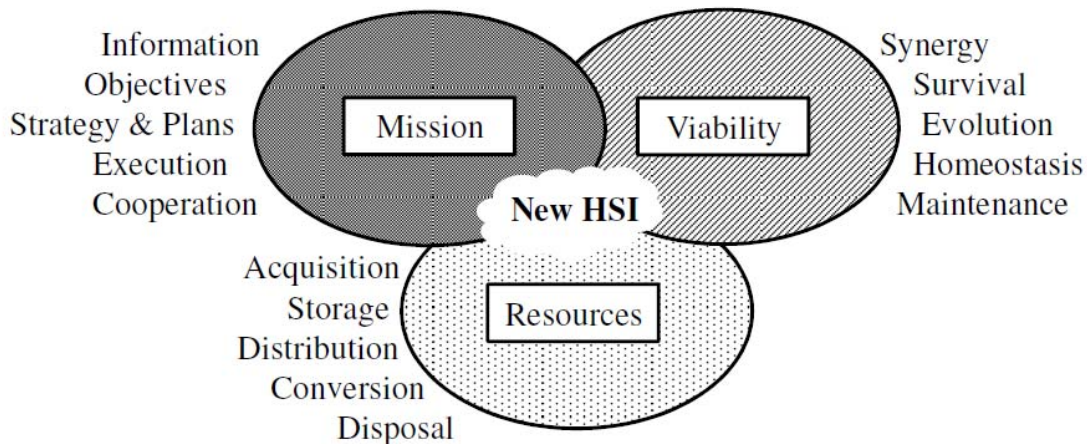 Information
Objectives
Strategy & Plans
Execution
Cooperation
Mission
Viability
Synergy
Survival
Evolution
Homeostasis
Maintenance
New HSI
Acquisition
Storage
Distribution
Conversion
Disposal
Resources